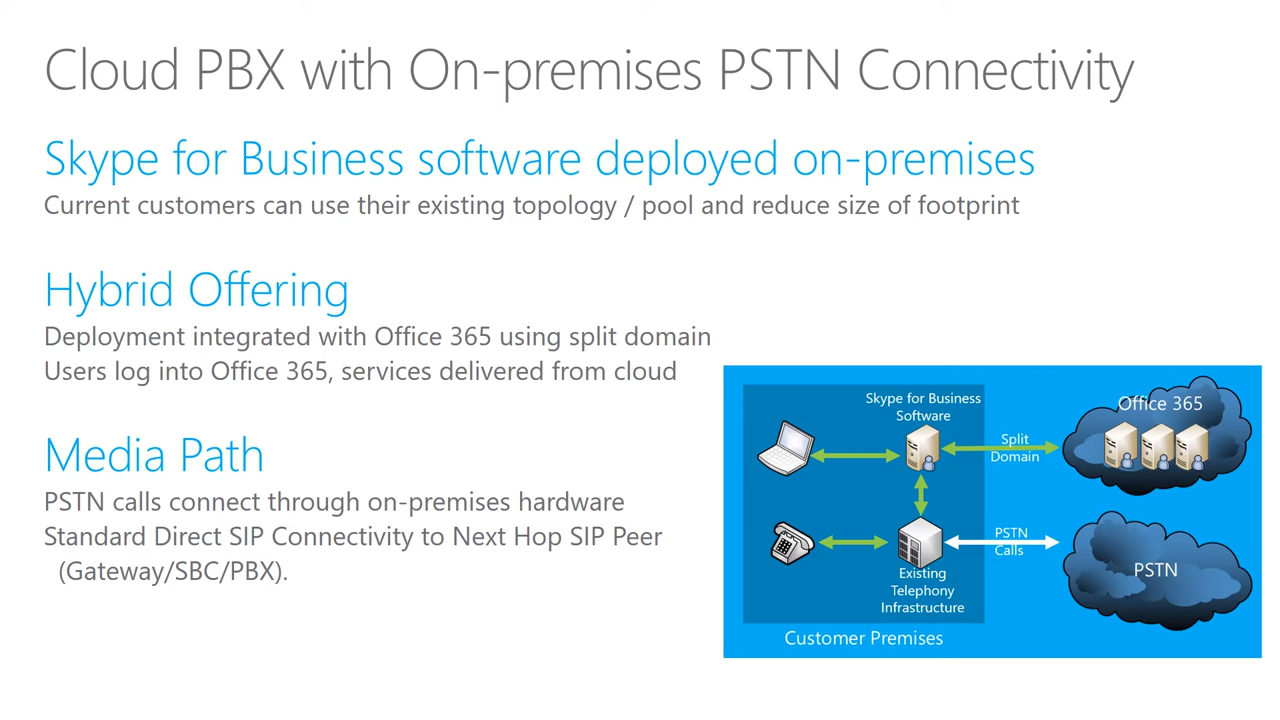 Cloud PBX with On-premises PSTN Connectivity
Skype for Business software deployed on-premises
Current customers can use their existing topology / pool and reduce size of footprint
Hybrid Offering
Deployment integrated with Office 365 using split domain
Users log into Office 365, services delivered from cloud
Media Path
PSTN calls connect through on-premises hardware
Standard Direct SIP Connectivity to Next Hop SIP Peer
(Gateway/SBC/PBX).
Skype for Business
Software
Split
Domain
Office 365
PSTN
Calls
PSTN
Existing
Telephony
Infrastructure
Customer Premises